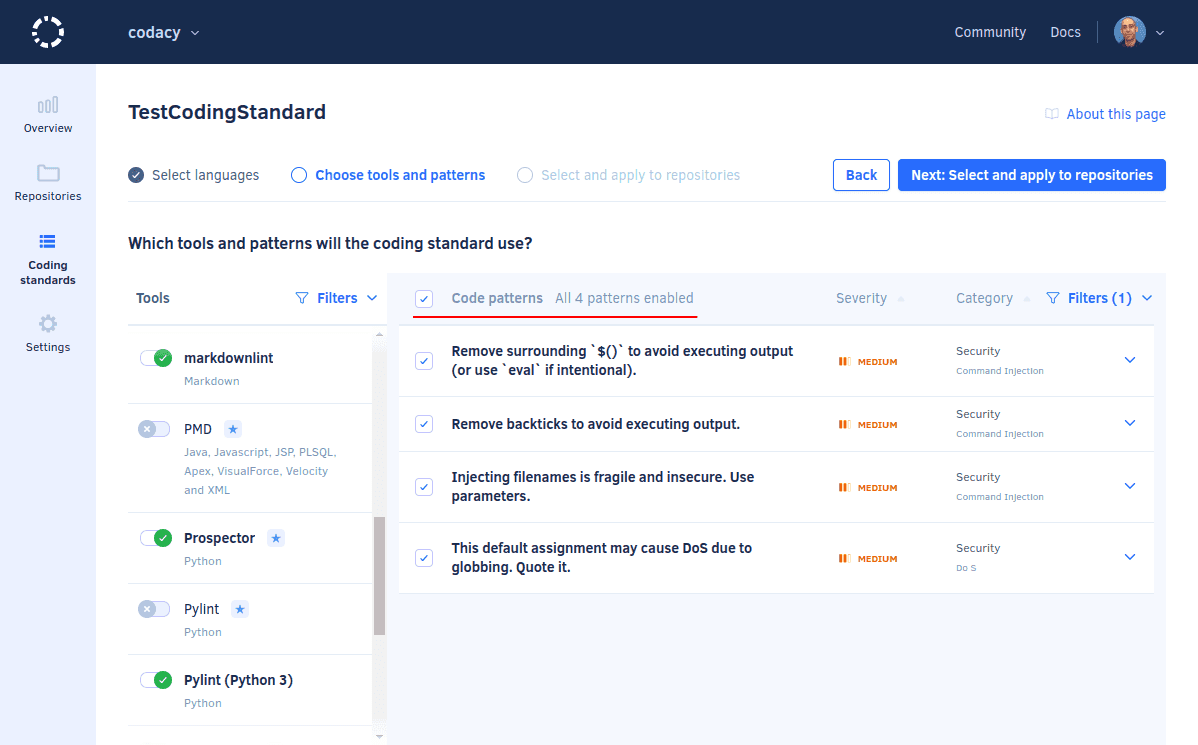 codacy
Community
Docs
Overview
Repositories
Coding
standards
Settings
TestCodingStandard
About this page
Select languages
Choose tools and patterns
Select and apply to repositories
Back
Next: Select and apply to repositories
Which tools and patterns will the coding standard use?
Tools
Filters
markdownlint
Markdown
PMD
Java, Javascript, JSP, PLSQL,
Apex, VisualForce, Velocity
and XML
Prospector
Python
Pylint
Python
Pylint (Python 3)
Python
Code patterns All 4 patterns enabled
Severity
Category
Filters (1)
Remove surrounding `$()` to avoid executing output
(or use `eval` if intentional).
MEDIUM
Security
Command Injection
Remove backticks to avoid executing output.
MEDIUM
Security
Command Injection
Injecting filenames is fragile and insecure. Use
parameters.
MEDIUM
Security
Command Injection
This default assignment may cause DoS due to
globbing. Quote it.
MEDIUM
Security
Do S